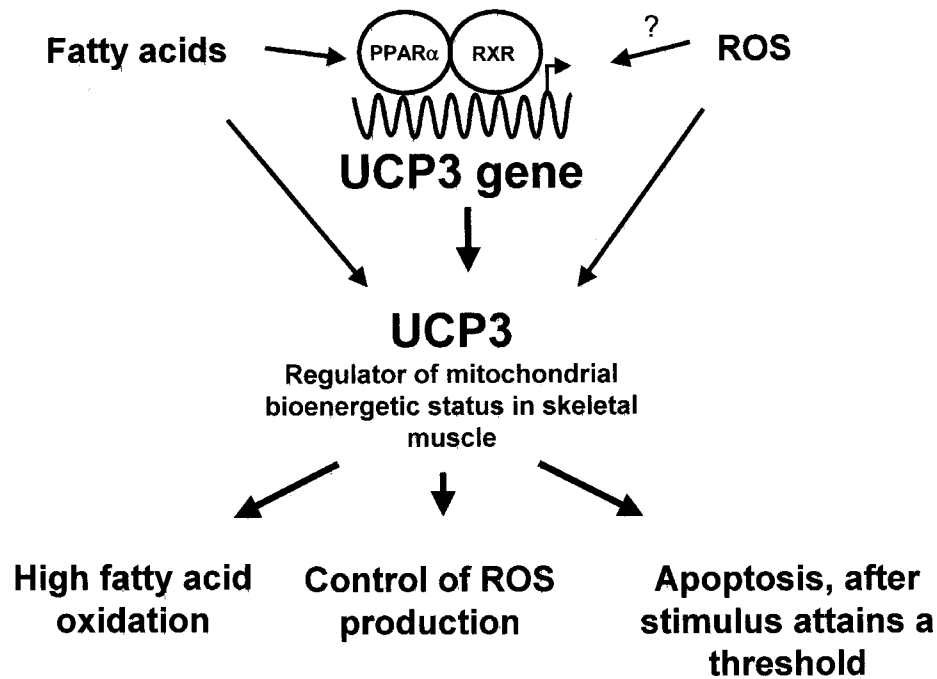 Fatty acids
PPARα
RXR
?
ROS
UCP3 gene
UCP3
Regulator of mitochondrial
bioenergetic status in skeletal
muscle
High fatty acid
oxidation
Control of ROS
production
Apoptosis, after
stimulus attains a
threshold